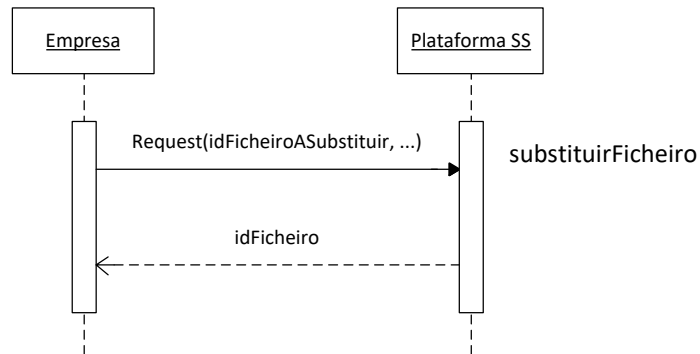 Empresa
Plataforma SS
Request(idFicheiroASubstituir, ...)
substituirFicheiro
idFicheiro